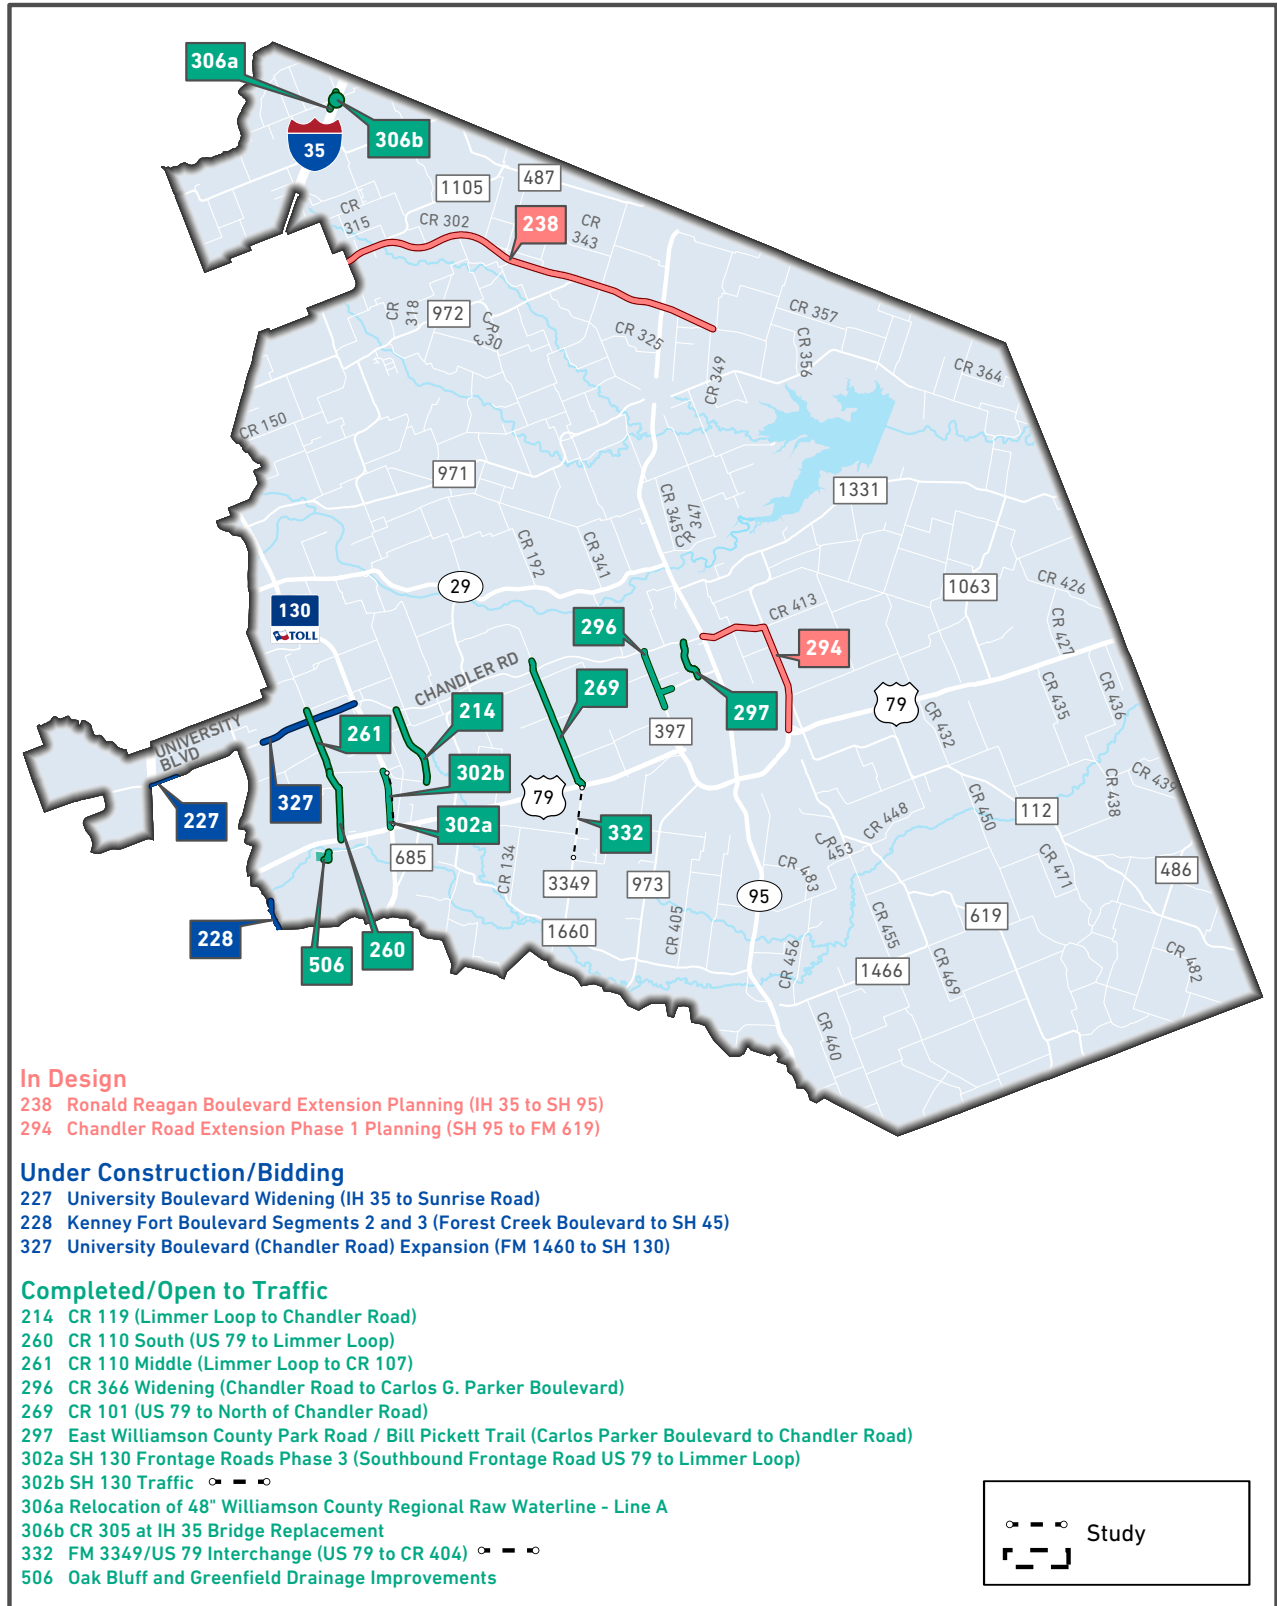 306a
306b
35
1105
487
CR 315
CR 302
238
CR 343
CR 318
972
CR 330
CR 325
CR 357
CR 356
CR 349
CR 364
CR 150
971
CR 345
CR 347
1331
CR 192
CR 341
29
1063
CR 426
130
TOLL
296
CR 413
CR 427
294
CHANDLER RD
269
297
79
CR 435
CR 436
214
397
CR 432
UNIVERSITY BLVD
261
302b
79
CR 439
CR 438
327
227
302a
332
CR 448
CR 450
112
CR 453
685
CR 134
3349
973
CR 483
95
CR 471
486
228
506
260
1660
CR 405
CR 456
CR 455
619
1466
CR 469
CR 482
CR 460
In Design
238 Ronald Reagan Boulevard Extension Planning (IH 35 to SH 95)
294 Chandler Road Extension Phase 1 Planning (SH 95 to FM 619)
Under Construction/Bidding
227 University Boulevard Widening (IH 35 to Sunrise Road)
228 Kenney Fort Boulevard Segments 2 and 3 (Forest Creek Boulevard to SH 45)
327 University Boulevard (Chandler Road) Expansion (FM 1460 to SH 130)
Completed/Open to Traffic
214 CR 119 (Limmer Loop to Chandler Road)
260 CR 110 South (US 79 to Limmer Loop)
261 CR 110 Middle (Limmer Loop to CR 107)
296 CR 366 Widening (Chandler Road to Carlos G. Parker Boulevard)
269 CR 101 (US 79 to North of Chandler Road)
297 East Williamson County Park Road / Bill Pickett Trail (Carlos Parker Boulevard to Chandler Road)
302a SH 130 Frontage Roads Phase 3 (Southbound Frontage Road US 79 to Limmer Loop)
302b SH 130 Traffic
306a Relocation of 48" Williamson County Regional Raw Waterline - Line A
306b CR 305 at IH 35 Bridge Replacement
332 FM 3349/US 79 Interchange (US 79 to CR 404)
506 Oak Bluff and Greenfield Drainage Improvements
Study